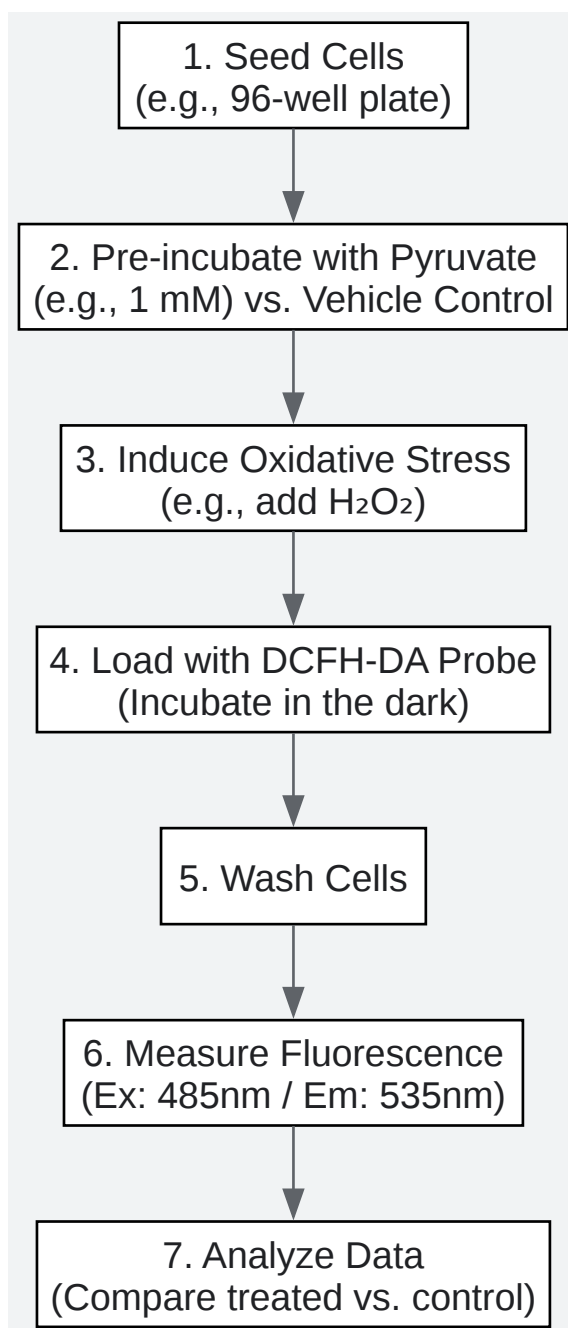 1. Seed Cells
(e.g., 96-well plate)
2. Pre-incubate with Pyruvate
(e.g., 1 mM) vs. Vehicle Control
3. Induce Oxidative Stress
(e.g., add H₂O₂)
4. Load with DCFH-DA Probe
(Incubate in the dark)
5. Wash Cells
6. Measure Fluorescence
(Ex: 485nm / Em: 535nm)
7. Analyze Data
(Compare treated vs. control)